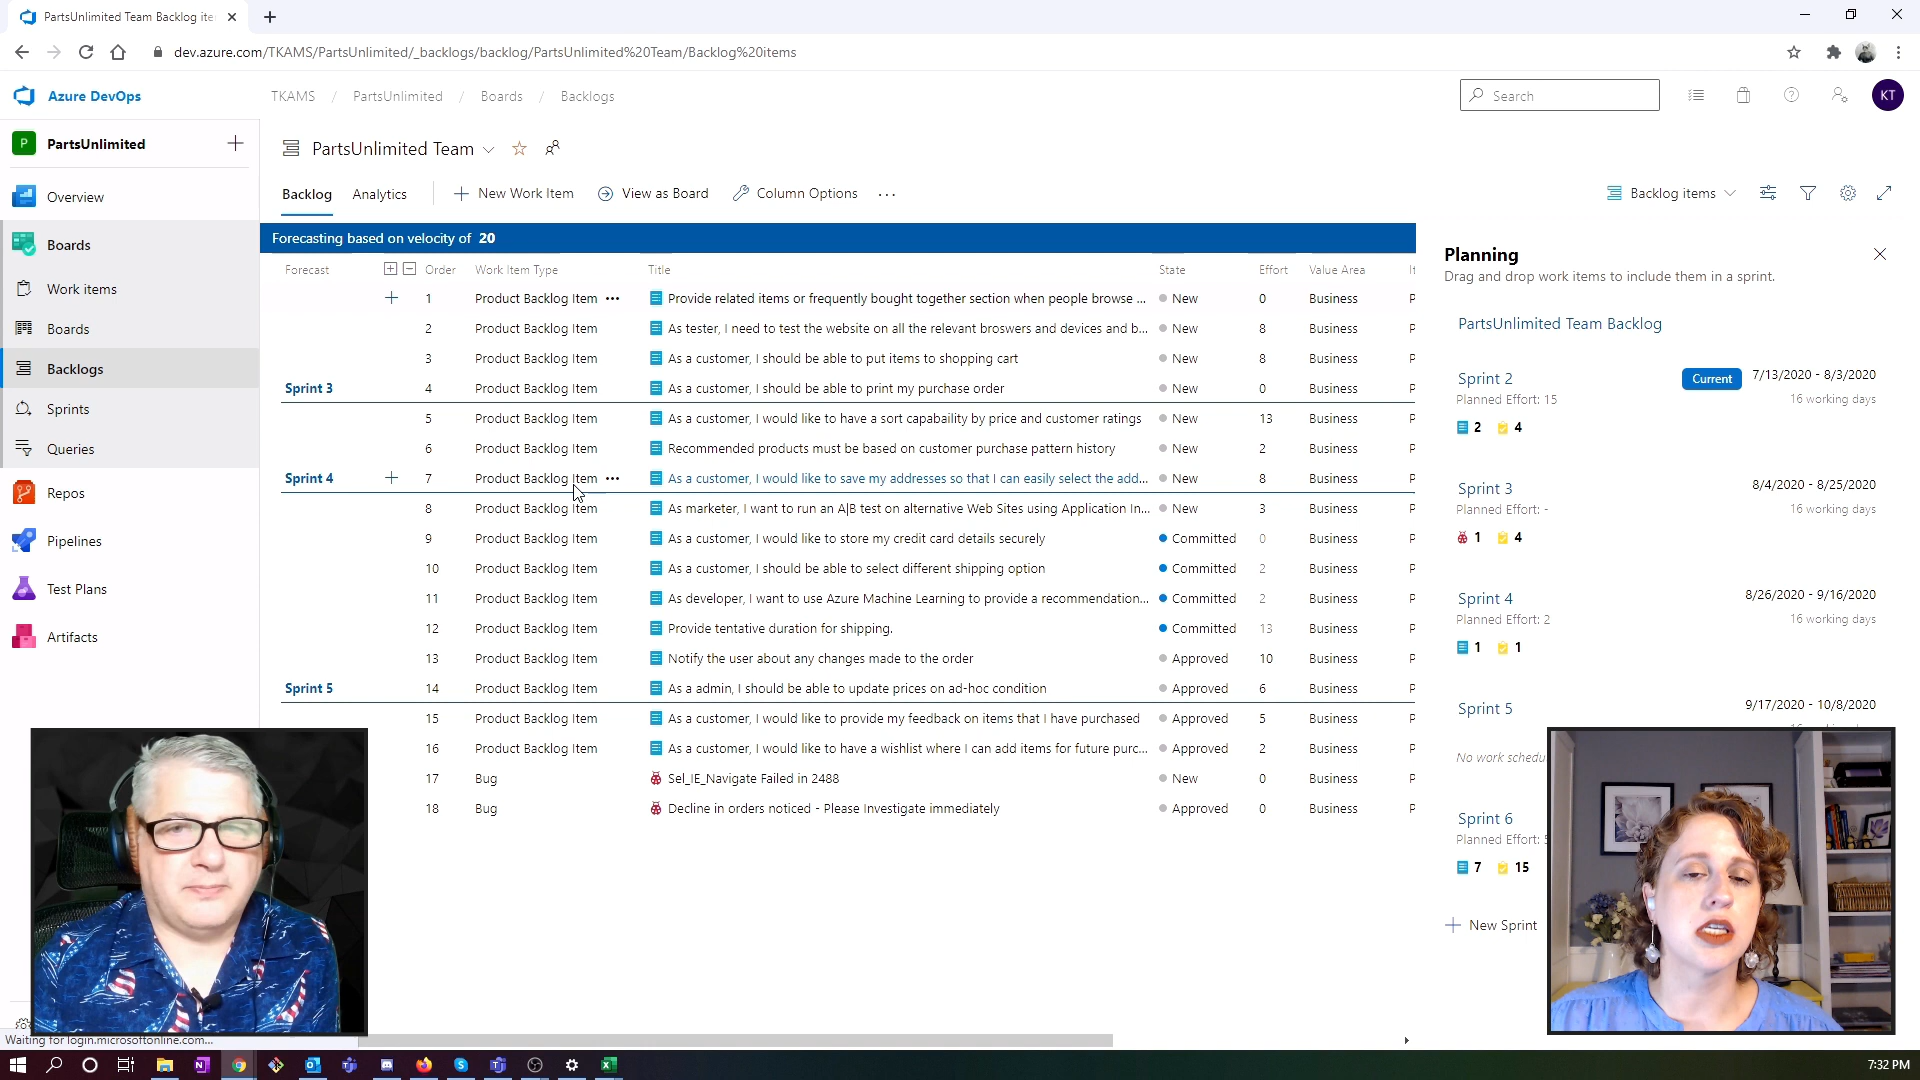 PartsUnlimited Team Backlog ite
dev.azure.com/TKAMS/PartsUnlimited/_backlogs/backlog/PartsUnlimited%20Team/Backlog%20items
Azure DevOps
TKAMS / PartsUnlimited / Boards / Backlogs
Search
KT
P PartsUnlimited
PartsUnlimited Team
Overview
Boards
Work items
Boards
Backlogs
Sprints
Queries
Repos
Pipelines
Test Plans
Artifacts
Backlog Analytics New Work Item View as Board Column Options ...
Backlog items
Forecasting based on velocity of 20
Forecast Order Work Item Type Title State Effort Value Area It
1 Product Backlog Item ... Provide related items or frequently bought together section when people browse ... New 0 Business P
2 Product Backlog Item As tester, I need to test the website on all the relevant broswers and devices and b... New 8 Business P
3 Product Backlog Item As a customer, I should be able to put items to shopping cart New 8 Business P
Sprint 3 4 Product Backlog Item As a customer, I should be able to print my purchase order New 0 Business P
5 Product Backlog Item As a customer, I would like to have a sort capabaility by price and customer ratings New 13 Business P
6 Product Backlog Item Recommended products must be based on customer purchase pattern history New 2 Business P
Sprint 4 7 Product Backlog Item ... As a customer, I would like to save my addresses so that I can easily select the add... New 8 Business P
8 Product Backlog Item As marketer, I want to run an A|B test on alternative Web Sites using Application In... New 3 Business P
9 Product Backlog Item As a customer, I would like to store my credit card details securely Committed 0 Business P
10 Product Backlog Item As a customer, I should be able to select different shipping option Committed 2 Business P
11 Product Backlog Item As developer, I want to use Azure Machine Learning to provide a recommendation... Committed 2 Business P
12 Product Backlog Item Provide tentative duration for shipping. Committed 13 Business P
13 Product Backlog Item Notify the user about any changes made to the order Approved 10 Business P
Sprint 5 14 Product Backlog Item As a admin, I should be able to update prices on ad-hoc condition Approved 6 Business P
15 Product Backlog Item As a customer, I would like to provide my feedback on items that I have purchased Approved 5 Business P
16 Product Backlog Item As a customer, I would like to have a wishlist where I can add items for future purc... Approved 2 Business P
17 Bug Sel_IE_Navigate Failed in 2488 New 0 Business P
18 Bug Decline in orders noticed - Please Investigate immediately Approved 0 Business P
Planning
Drag and drop work items to include them in a sprint.
PartsUnlimited Team Backlog
Sprint 2 Current 7/13/2020 - 8/3/2020
Planned Effort: 15 16 working days
2 4
Sprint 3 8/4/2020 - 8/25/2020
Planned Effort: - 16 working days
1 4
Sprint 4 8/26/2020 - 9/16/2020
Planned Effort: 2 16 working days
1 1
Sprint 5 9/17/2020 - 10/8/2020
No work schedu
Sprint 6
Planned Effort: 5
7 15
New Sprint
Waiting for login.microsoftonline.com...
7:32 PM